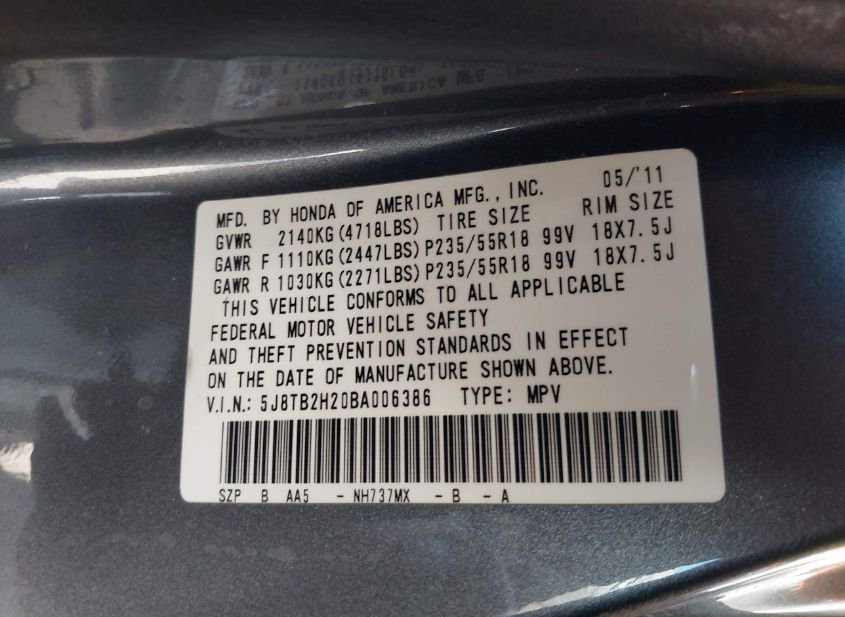 MFD. BY HONDA OF AMERICA MFG., INC. 05/'11
GVWR 2140KG(4718LBS) TIRE SIZE RIM SIZE
GAWR F 1110KG(2447LBS) P235/55R18 99V 18X7.5J
GAWR R 1030KG(2271LBS) P235/55R18 99V 18X7.5J
THIS VEHICLE CONFORMS TO ALL APPLICABLE
FEDERAL MOTOR VEHICLE SAFETY
AND THEFT PREVENTION STANDARDS IN EFFECT
ON THE DATE OF MANUFACTURE SHOWN ABOVE.
V.I.N.: 5J8TB2H20BA006386 TYPE: MPV
SZP B AA5 - NH737MX - B - A